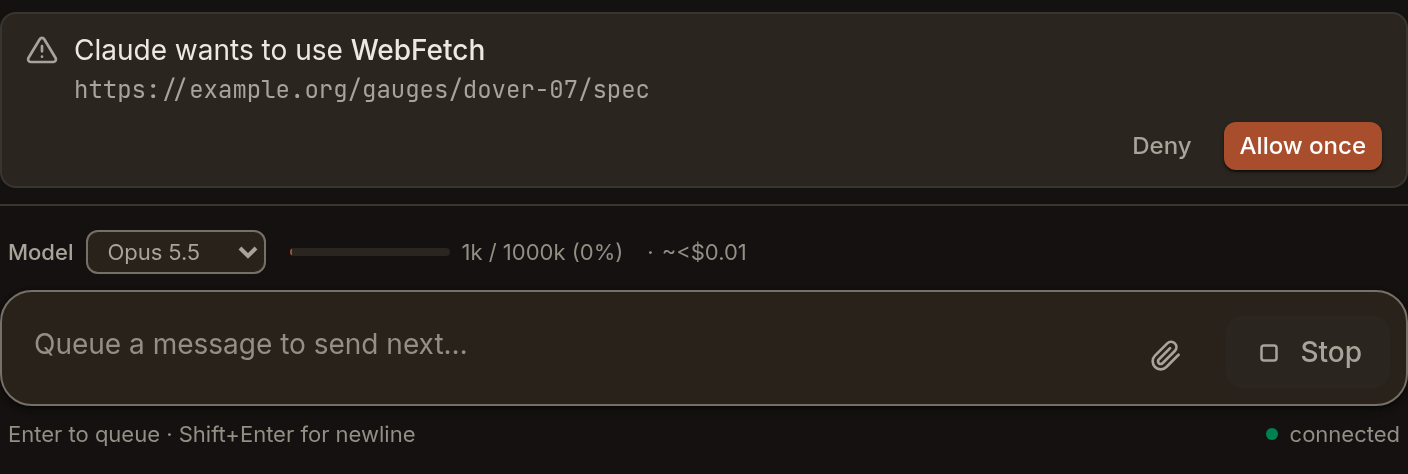 Claude wants to use WebFetch
https://example.org/gauges/dover-07/spec
Deny Allow once
Model Opus 5.5 1k / 1000k (0%) · ~<$0.01
Queue a message to send next... Stop
Enter to queue · Shift+Enter for newline connected